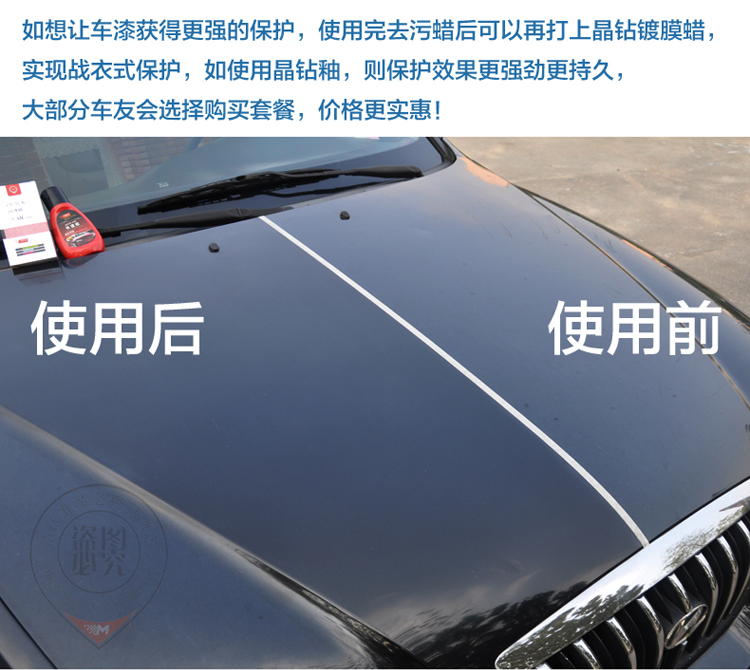 如想让车漆获得更强的保护，使用完去污蜡后可以再打上晶钻镀膜蜡，
实现战衣式保护，如使用晶钻釉，则保护效果更强劲更持久，
大部分车友会选择购买套餐，价格更实惠！
使用后
使用前
盗图
必究